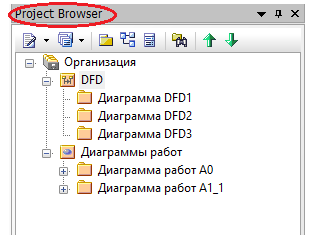 Project Browser
Организация
DFD
Диаграмма DFD1
Диаграмма DFD2
Диаграмма DFD3
Диаграммы работ
Диаграмма работ A0
Диаграмма работ A1_1